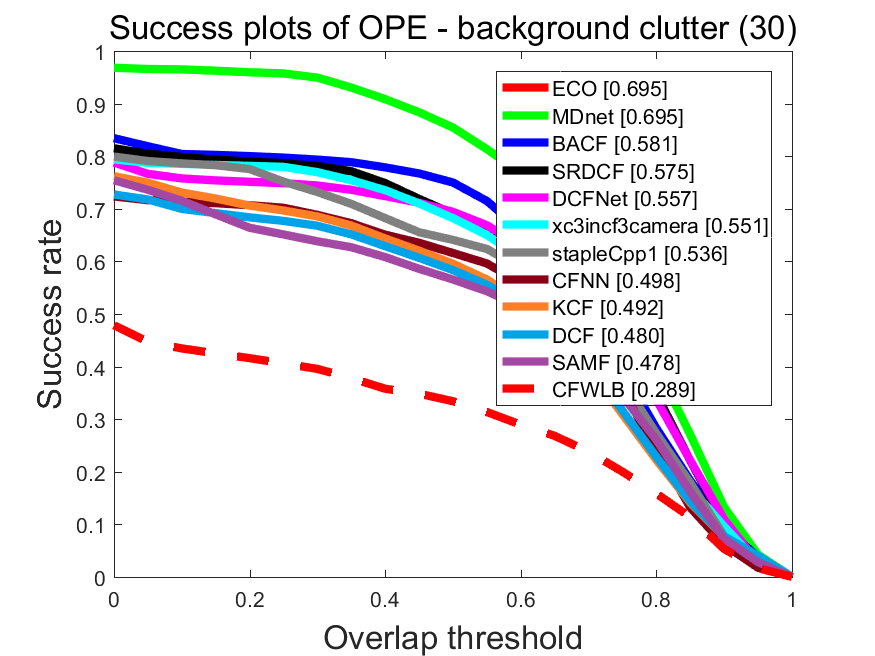 Success plots of OPE - background clutter (30)
1
0.9
0.8
0.7
0.6
0.5
0.4
0.3
0.2
0.1
0
Success rate
ECO [0.695]
MDnet [0.695]
BACF [0.581]
SRDCF [0.575]
DCFNet [0.557]
xc3incf3camera [0.551]
stapleCpp1 [0.536]
CFNN [0.498]
KCF [0.492]
DCF [0.480]
SAMF [0.478]
CFWLB [0.289]
0 0.2 0.4 0.6 0.8 1
Overlap threshold